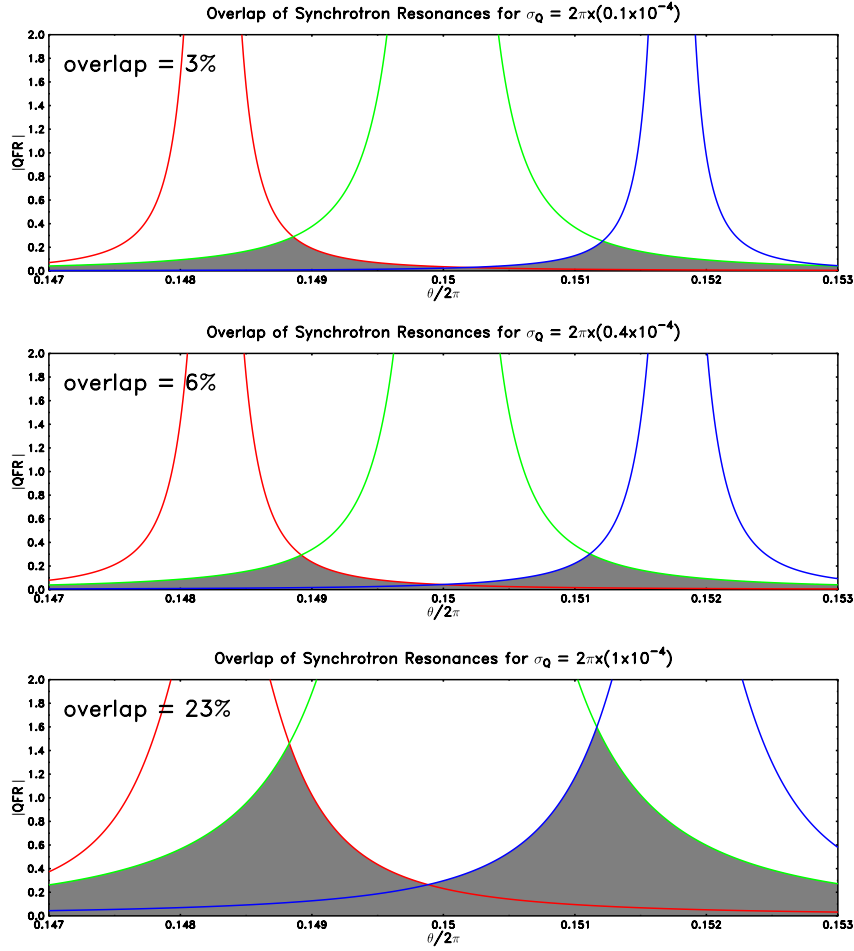 Overlap of Synchrotron Resonances for σ_Q = 2πx(0.1x10⁻⁴)
overlap = 3%
2.0
1.8
1.6
1.4
1.2
1.0
0.8
0.6
0.4
0.2
0.0
|QFR|
0.147 0.148 0.149 0.15 0.151 0.152 0.153
θ/2π
Overlap of Synchrotron Resonances for σ_Q = 2πx(0.4x10⁻⁴)
overlap = 6%
2.0
1.8
1.6
1.4
1.2
1.0
0.8
0.6
0.4
0.2
0.0
|QFR|
0.147 0.148 0.149 0.15 0.151 0.152 0.153
θ/2π
Overlap of Synchrotron Resonances for σ_Q = 2πx(1x10⁻⁴)
overlap = 23%
2.0
1.8
1.6
1.4
1.2
1.0
0.8
0.6
0.4
0.2
0.0
|QFR|
0.147 0.148 0.149 0.15 0.151 0.152 0.153
θ/2π